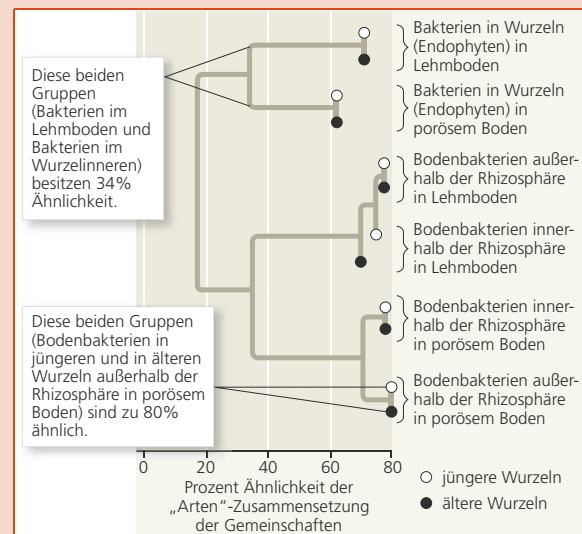 Diese beiden
Gruppen
(Bakterien im
Lehmboden und
Bakterien im
Wurzelinneren)
besitzen 34%
Ähnlichkeit.
Diese beiden Gruppen
(Bodenbakterien in
jüngeren und in älteren
Wurzeln außerhalb der
Rhizosphäre in porösem
Boden) sind zu 80%
ähnlich.
Bakterien in Wurzeln
(Endophyten) in
Lehmboden
Bakterien in Wurzeln
(Endophyten) in
porösem Boden
Bodenbakterien außer-
halb der Rhizosphäre
in Lehmboden
Bodenbakterien inner-
halb der Rhizosphäre
in Lehmboden
Bodenbakterien inner-
halb der Rhizosphäre
in porösem Boden
Bodenbakterien außer-
halb der Rhizosphäre
in porösem Boden
0 20 40 60 80
Prozent Ähnlichkeit der
„Arten“-Zusammensetzung
der Gemeinschaften
jüngere Wurzeln
ältere Wurzeln